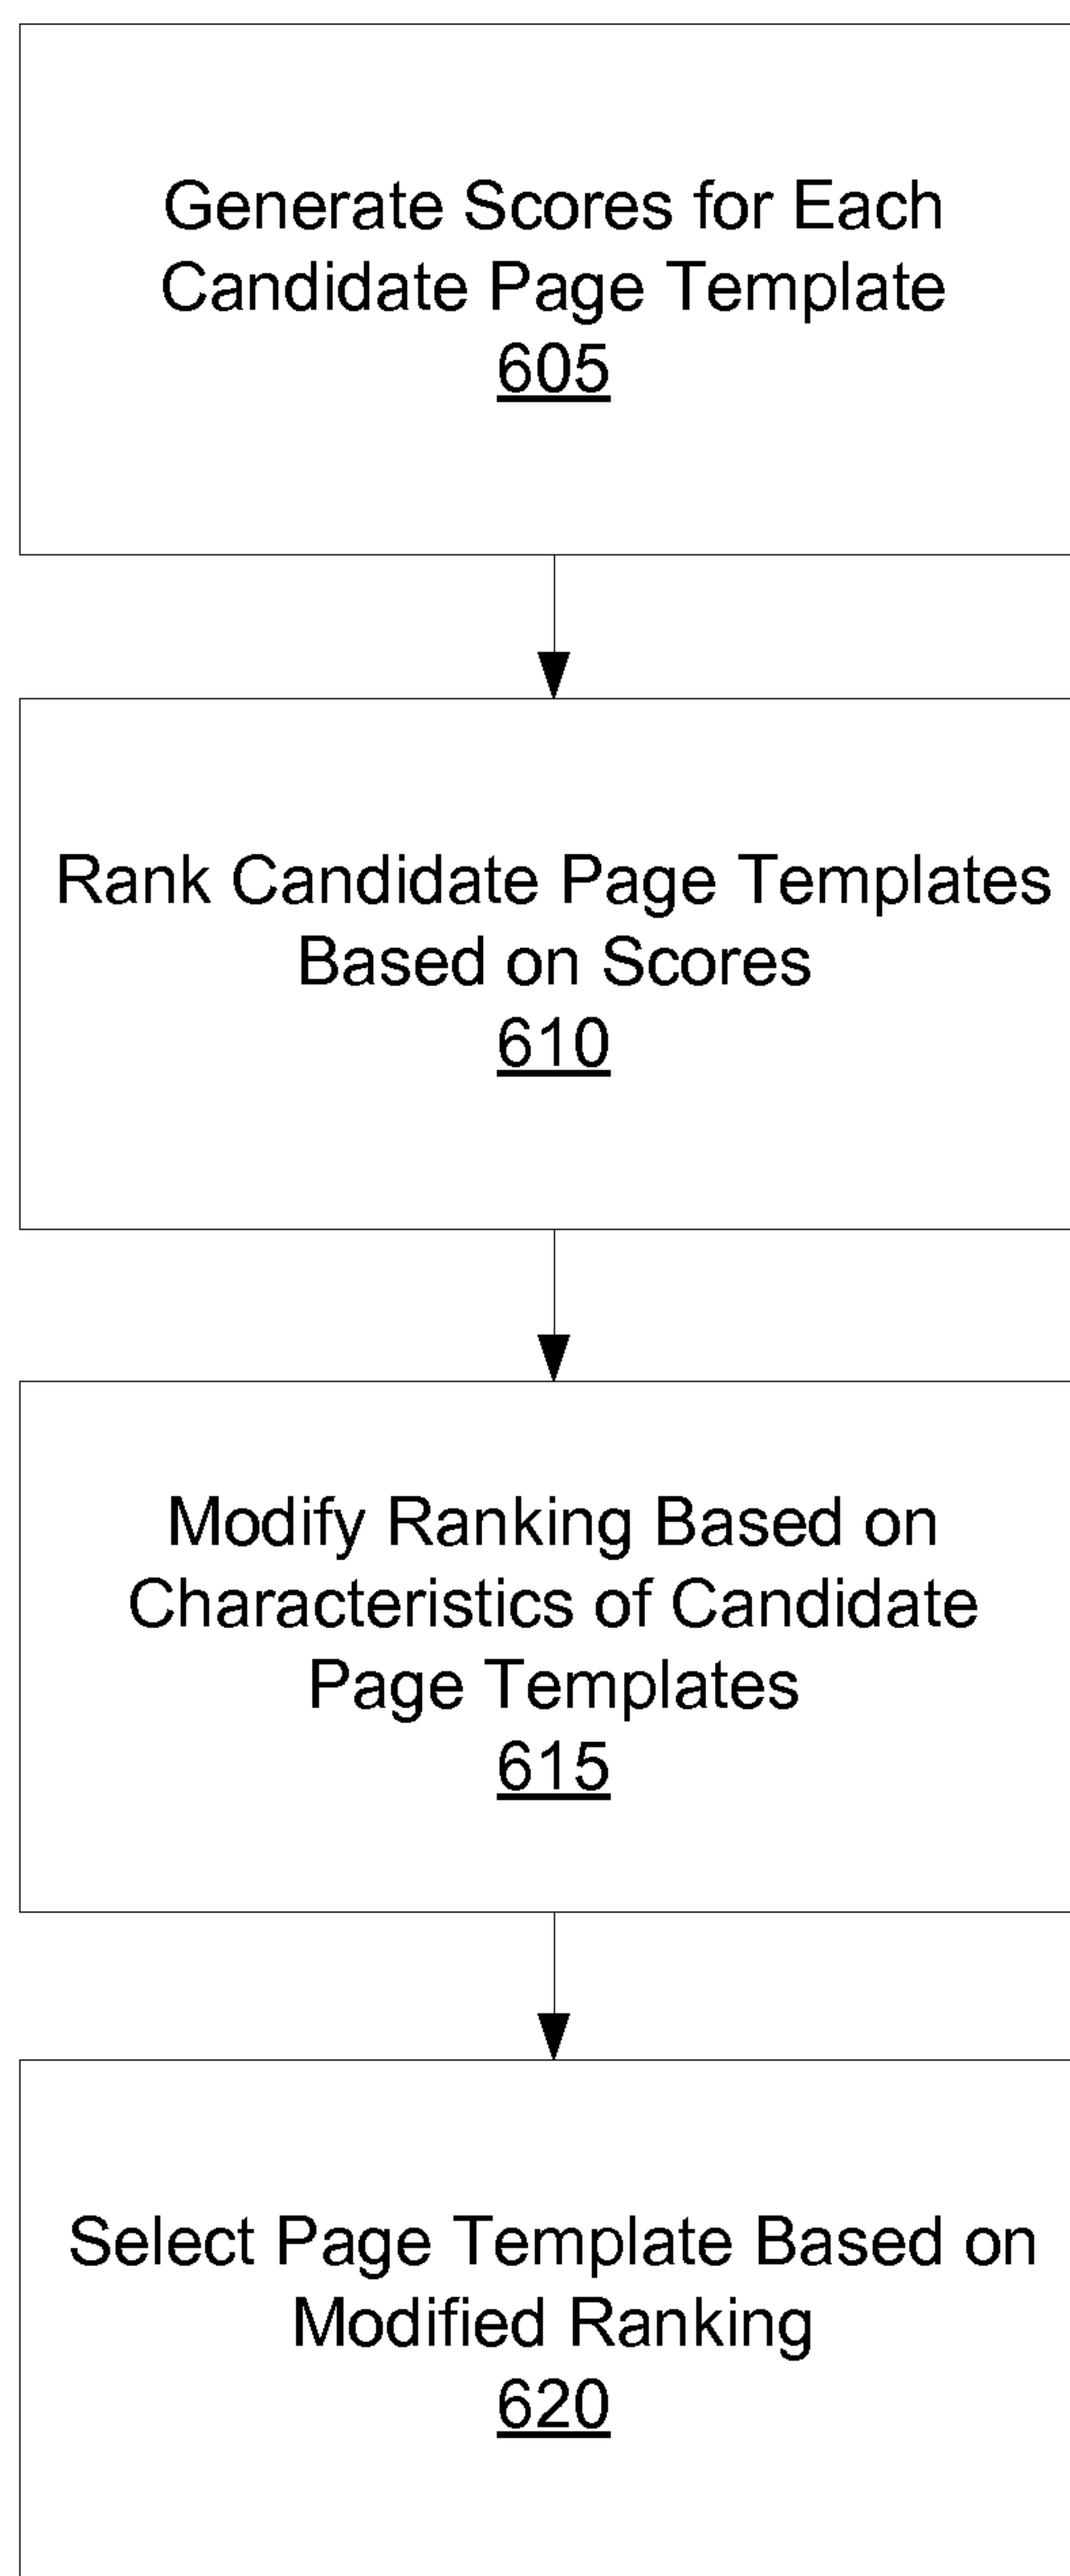 Generate Scores for Each
Candidate Page Template
605
Rank Candidate Page Templates
Based on Scores
610
Modify Ranking Based on
Characteristics of Candidate
Page Templates
615
Select Page Template Based on
Modified Ranking
620